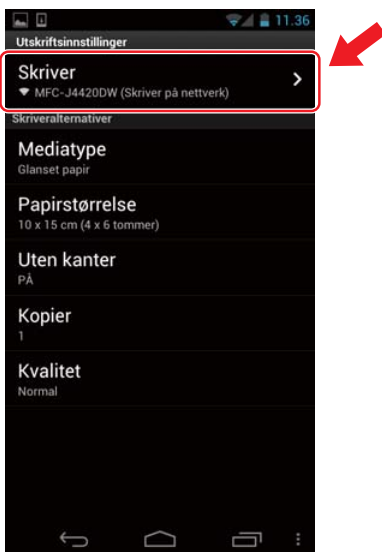 11.36
Utskriftsinnstillinger
Skriver
MFC-J4420DW (Skriver på nettverk)
Skriveralternativer
Mediatype
Glanset papir
Papirstørrelse
10 x 15 cm (4 x 6 tommer)
Uten kanter
PÅ
Kopier
1
Kvalitet
Normal